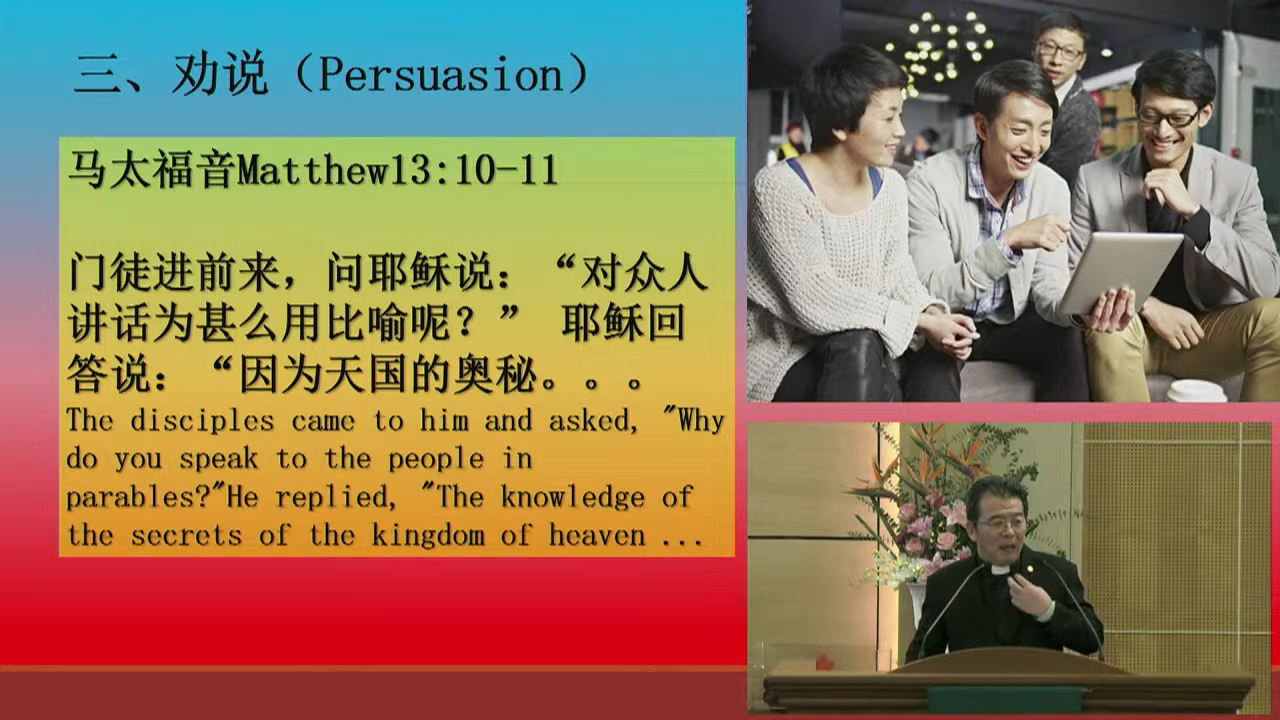 三、劝说（Persuasion）
马太福音Matthew13:10-11
门徒进前来，问耶稣说：“对众人
讲话为甚么用比喻呢？” 耶稣回
答说：“因为天国的奥秘。。。
The disciples came to him and asked, "Why
do you speak to the people in
parables?"He replied, "The knowledge of
the secrets of the kingdom of heaven ...